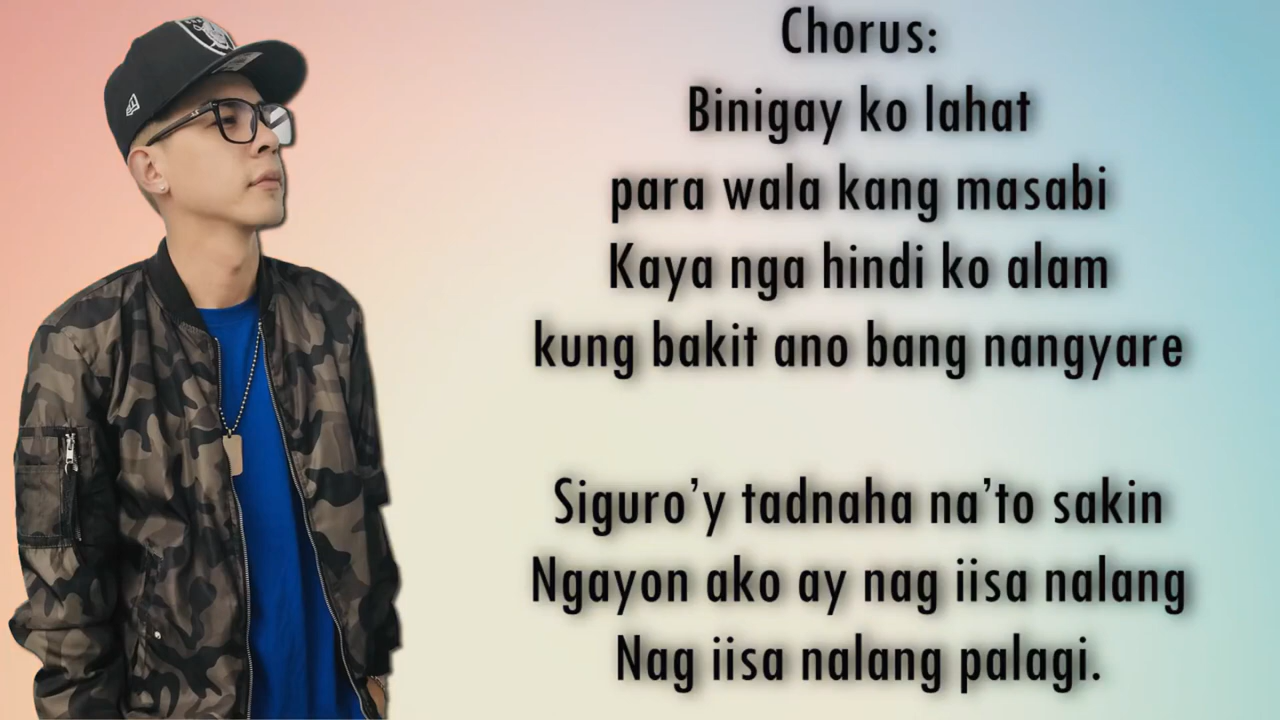 Chorus:
Binigay ko lahat
para wala kang masabi
Kaya nga hindi ko alam
kung bakit ano bang nangyare
Siguro’y tadnaha na’to sakin
Ngayon ako ay nag iisa nalang
Nag iisa nalang palagi.